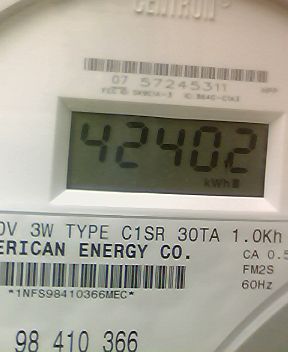 CENTRON
07 57245311
42402
kWh
0V 3W TYPE C1SR 30TA 1.0Kh
ERICAN ENERGY CO.
CA 0.5
FM2S
*1NFS98410366MEC*
60Hz
98 410 366